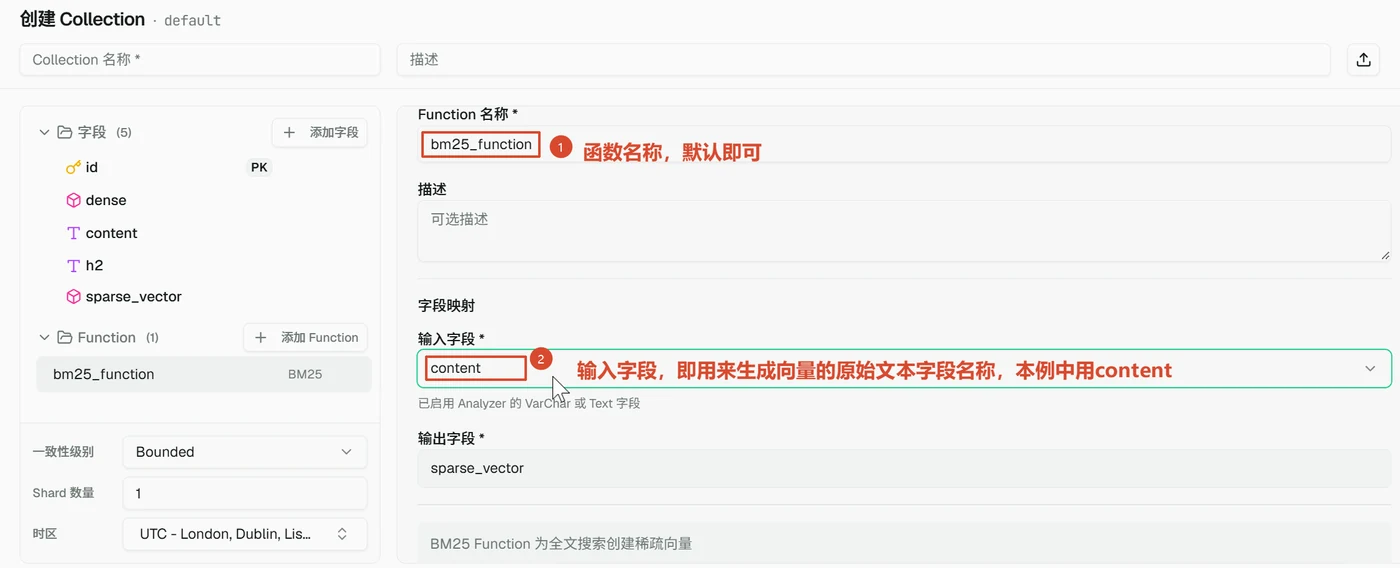 创建 Collection · default
Collection 名称 *
描述
字段 (5)
添加字段
id
PK
dense
content
h2
sparse_vector
Function (1)
添加 Function
bm25_function
BM25
一致性级别
Bounded
Shard 数量
1
时区
UTC - London, Dublin, Lis...
Function 名称 *
bm25_function
1
函数名称，默认即可
描述
可选描述
字段映射
输入字段 *
content
2
输入字段，即用来生成向量的原始文本字段名称，本例中用content
已启用 Analyzer 的 VarChar 或 Text 字段
输出字段 *
sparse_vector
BM25 Function 为全文搜索创建稀疏向量